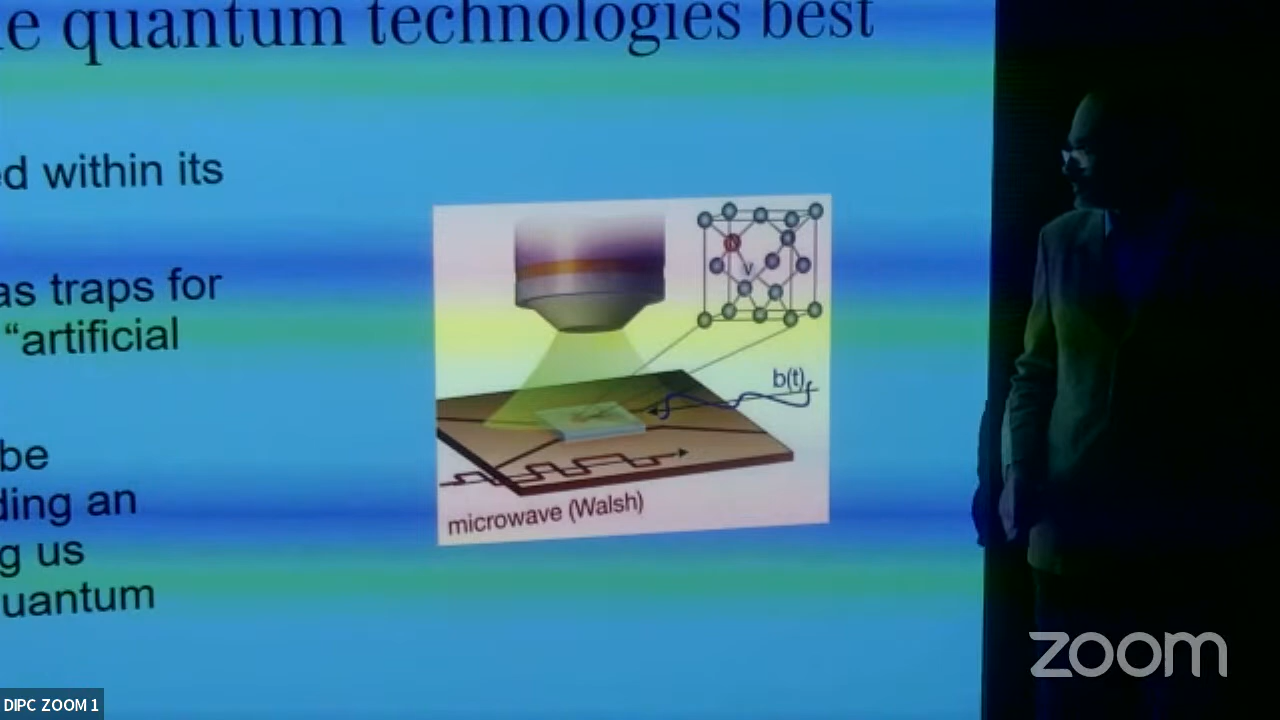 e quantum technologies best
ed within its
as traps for
“artificial
be
ding an
g us
uantum
N
V
b(t)
microwave (Walsh)
zoom
DIPC ZOOM 1